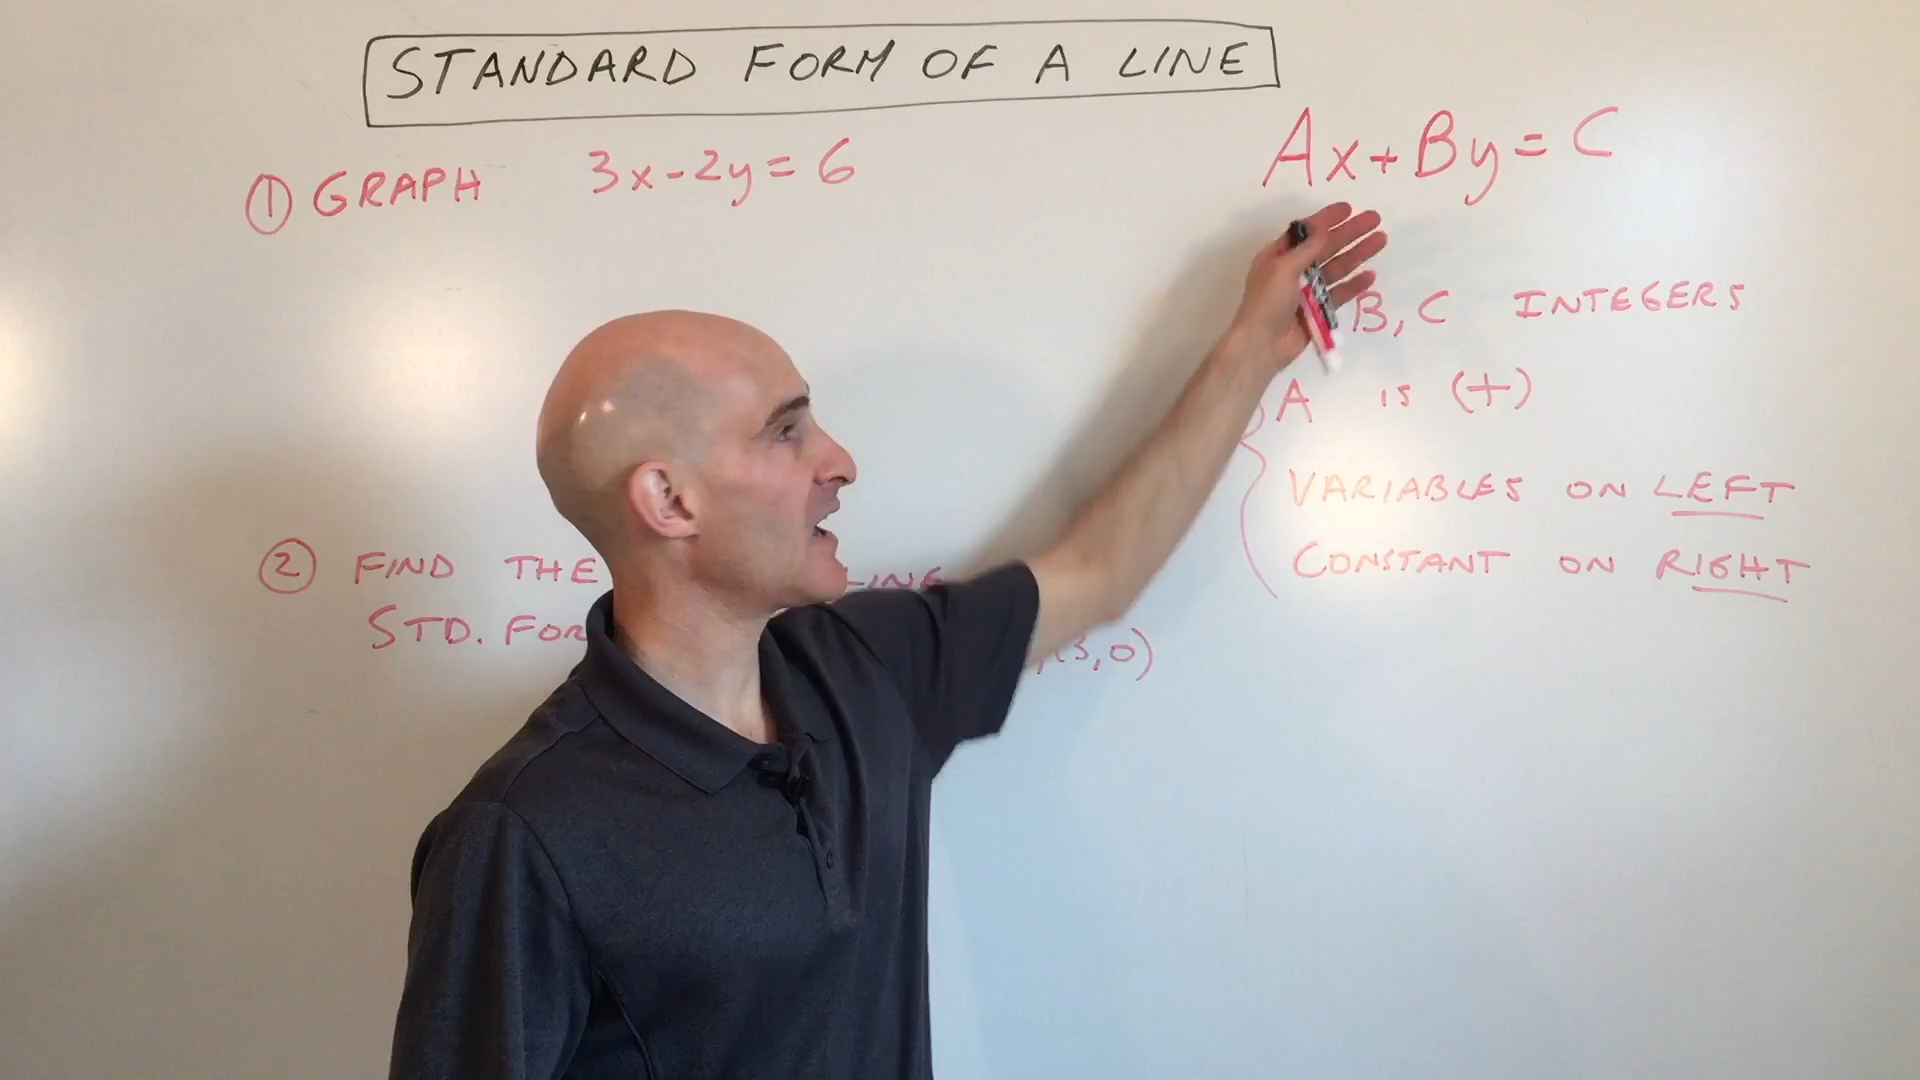 STANDARD FORM OF A LINE
① GRAPH 3x-2y=6
Ax+By=C
B, C INTEGERS
A IS (+)
VARIABLES ON LEFT
CONSTANT ON RIGHT
② FIND THE LINE
STD. FOR , (3,0)